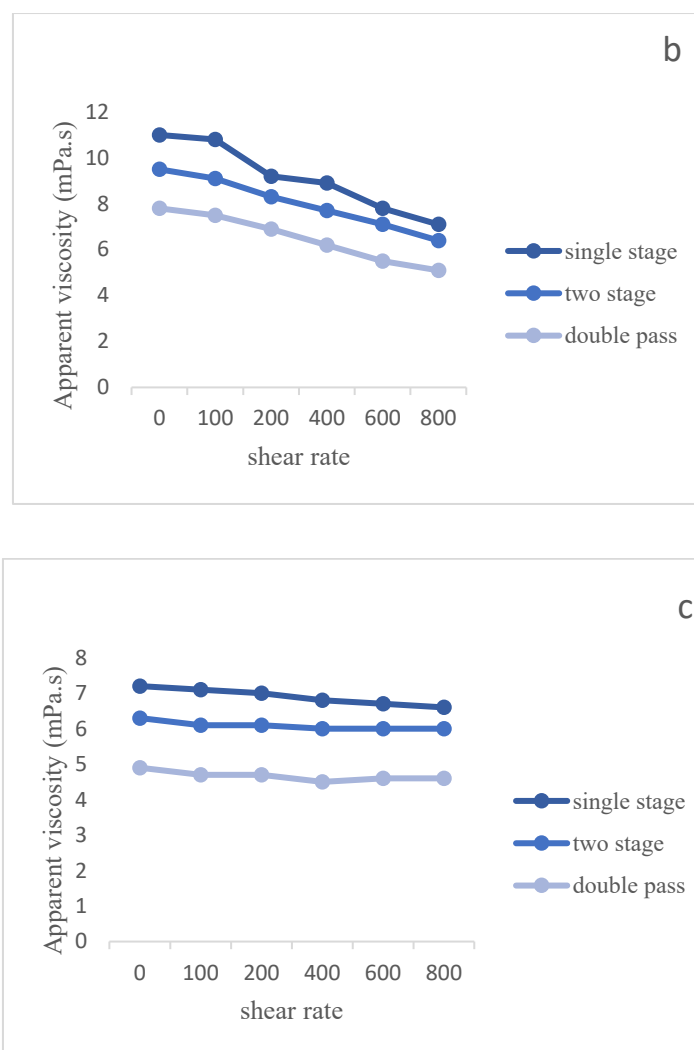 b
Apparent viscosity (mPa.s)
12
10
8
6
4
2
0
0 100 200 400 600 800
shear rate
single stage
two stage
double pass
c
Apparent viscosity (mPa.s)
8
7
6
5
4
3
2
1
0
0 100 200 400 600 800
shear rate
single stage
two stage
double pass